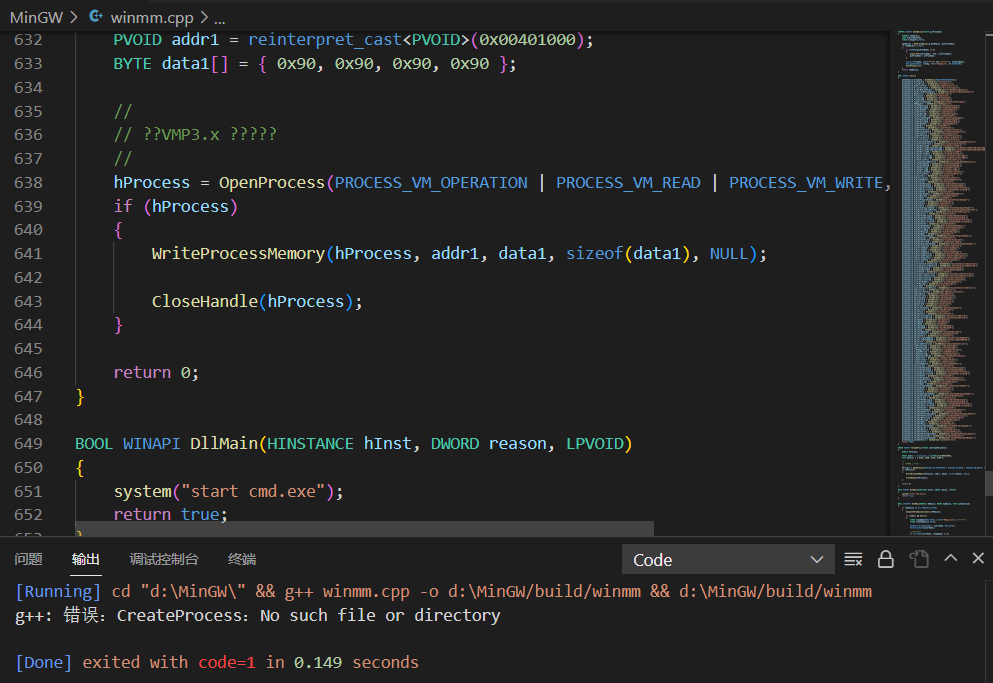 MinGW > winmm.cpp > ...
632 PVOID addr1 = reinterpret_cast<PVOID>(0x00401000);
633 BYTE data1[] = { 0x90, 0x90, 0x90, 0x90 };
634
635 //
636 // ??VMP3.x ?????
637 //
638 hProcess = OpenProcess(PROCESS_VM_OPERATION | PROCESS_VM_READ | PROCESS_VM_WRITE,
639 if (hProcess)
640 {
641 WriteProcessMemory(hProcess, addr1, data1, sizeof(data1), NULL);
642
643 CloseHandle(hProcess);
644 }
645
646 return 0;
647 }
648
649 BOOL WINAPI DllMain(HINSTANCE hInst, DWORD reason, LPVOID)
650 {
651 system("start cmd.exe");
652 return true;
653 }
问题 输出 调试控制台 终端 Code
[Running] cd "d:\MinGW\" && g++ winmm.cpp -o d:\MinGW/build/winmm && d:\MinGW/build/winmm
g++: 错误：CreateProcess：No such file or directory
[Done] exited with code=1 in 0.149 seconds